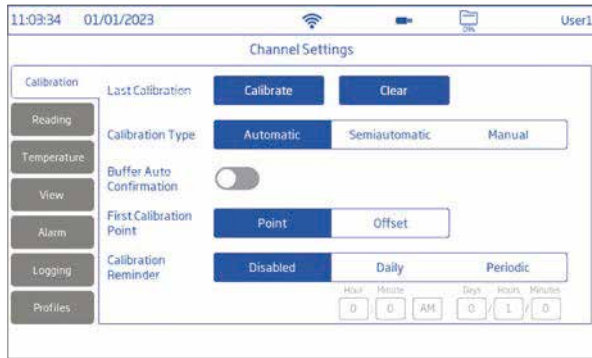 11:03:34 01/01/2023 0% User1
Channel Settings
Calibration
Last Calibration Calibrate Clear
Reading
Calibration Type Automatic Semiautomatic Manual
Temperature
Buffer Auto
Confirmation
View
First Calibration
Point Point Offset
Alarm
Calibration
Reminder Disabled Daily Periodic
Logging
Hour Minute Days Hours Minutes
Profiles 0 : 0 AM 0 / 1 / 0